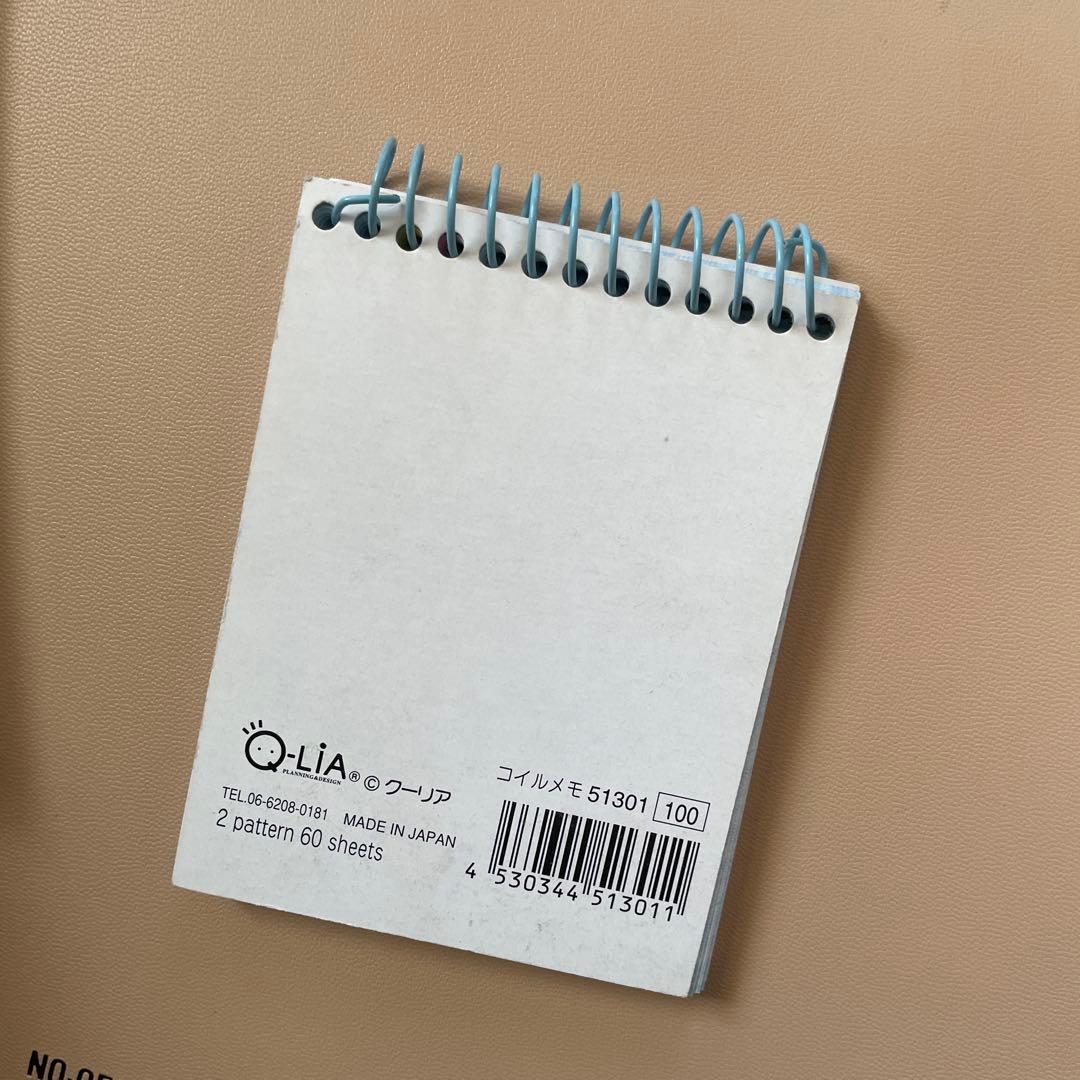 Q-LiA® © クーリア
PLANNING&DESIGN
TEL.06-6208-0181 MADE IN JAPAN
2 pattern 60 sheets
コイルメモ 51301 100
4 530344 513011